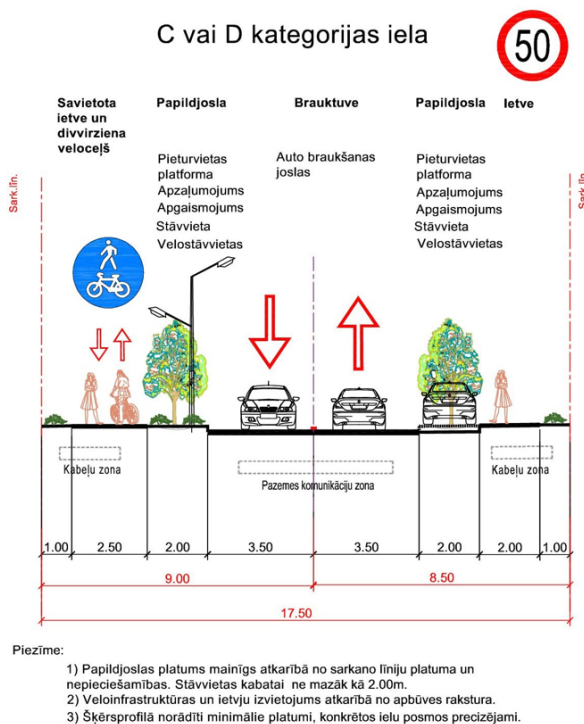 C vai D kategorijas iela
50
Savietota
ietve un
divvirziena
veloceļš
Papildjosla
Brauktuve
Papildjosla
Ietve
Pieturvietas
platforma
Apzaļumojums
Apgaismojums
Stāvvieta
Velostāvvietas
Auto braukšanas
joslas
Pieturvietas
platforma
Apzaļumojums
Apgaismojums
Stāvvieta
Velostāvvietas
Sark.līn.
Sark.līn.
Kabeļu zona
Pazemes komunikāciju zona
Kabeļu zona
1.00 2.50 2.00 3.50 3.50 2.00 2.00 1.00
9.00 8.50
17.50
Piezīme:
1) Papildjoslas platums mainīgs atkarībā no sarkano līniju platuma un
nepieciešamības. Stāvvietas kabatai ne mazāk kā 2.00m.
2) Veloinfrastruktūras un ietvju izvietojums atkarībā no apbūves rakstura.
3) Šķērsprofilā norādīti minimālie platumi, konkrētos ielu posmos precizējami.